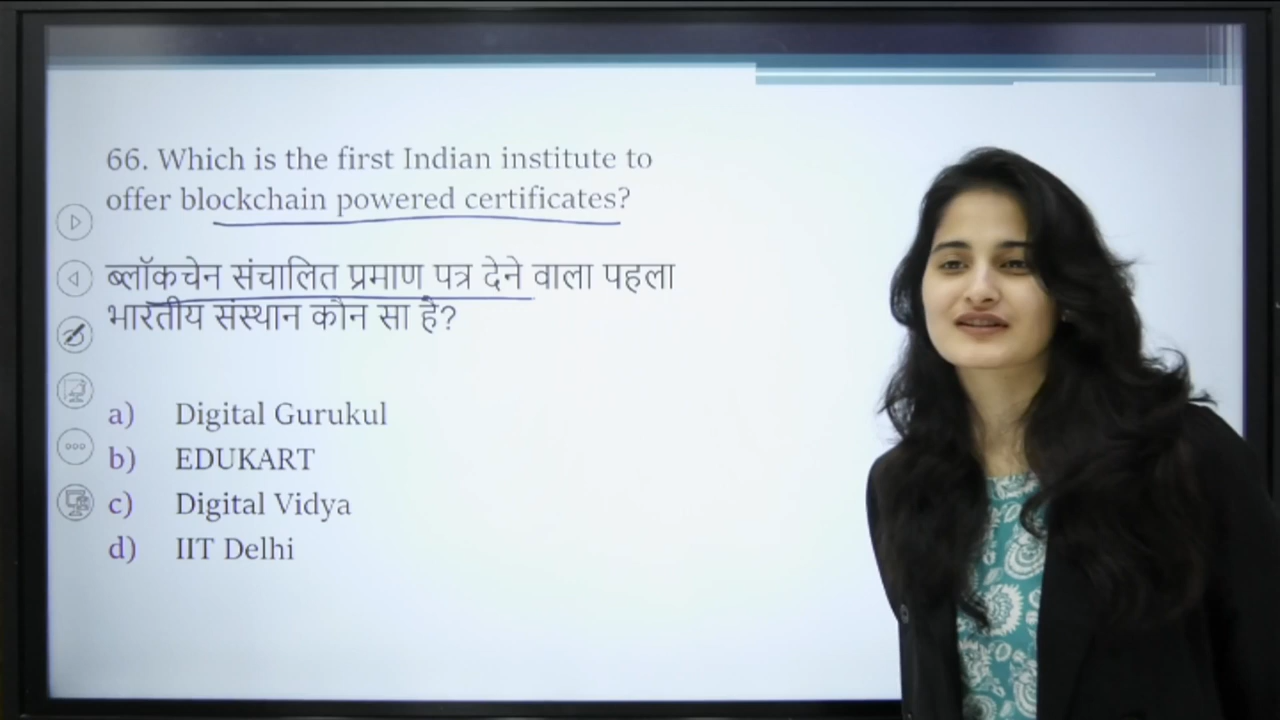 66. Which is the first Indian institute to
offer blockchain powered certificates?
ब्लॉकचेन संचालित प्रमाण पत्र देने वाला पहला
भारतीय संस्थान कौन सा है?
a) Digital Gurukul
b) EDUKART
c) Digital Vidya
d) IIT Delhi